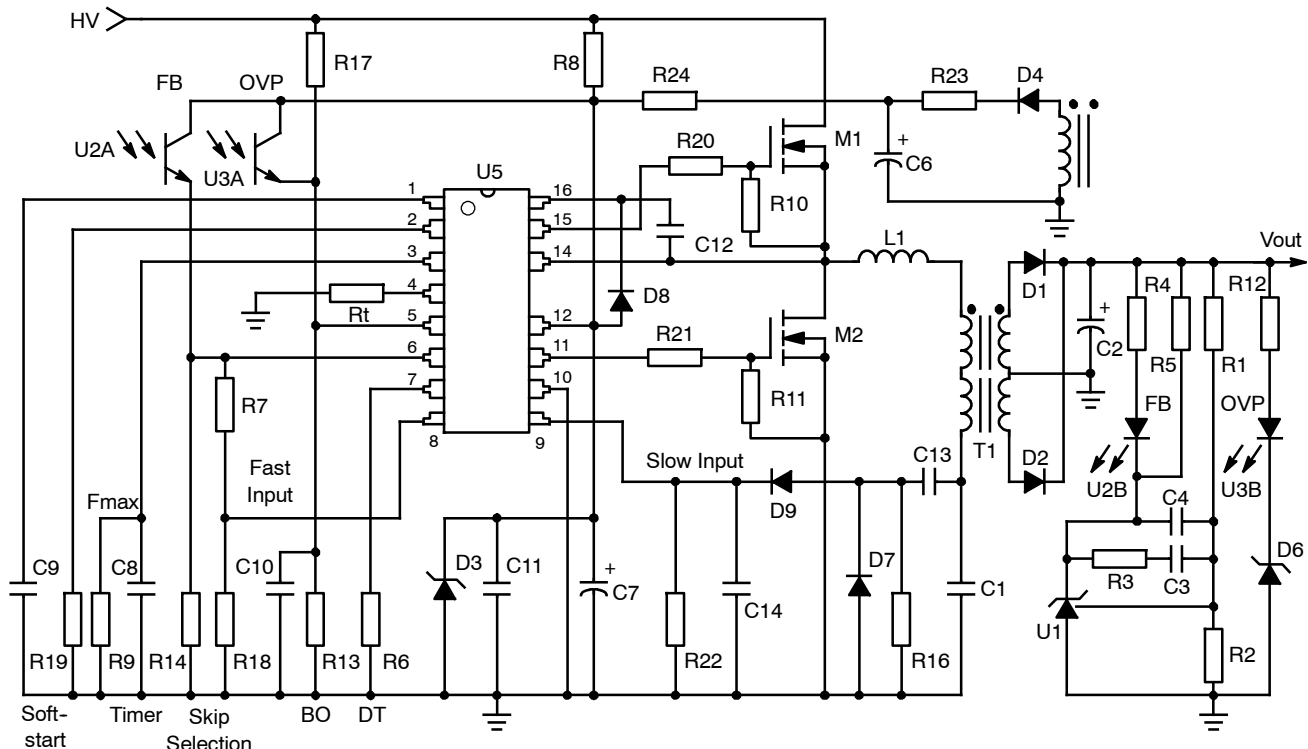 HV
R17
R8
R24
R23
D4
FB
OVP
U2A
U3A
R20
M1
C6
U5
R10
1
16
2
15
C12
3
14
L1
Vout
4
D8
D1
Rt
R4
R12
5
12
C2
R21
M2
R5
R1
6
11
7
10
R7
R11
FB
OVP
8
9
T1
Slow Input
C13
D2
U2B
U3B
Fast
Input
D9
C4
Fmax
C9
C8
C10
D3
C11
C7
D7
C14
C1
R3
C3
D6
U1
R19
R9
R14
R18
R13
R6
R22
R16
R2
Soft-
start
Timer
Skip
Selection
BO
DT
+
+
+